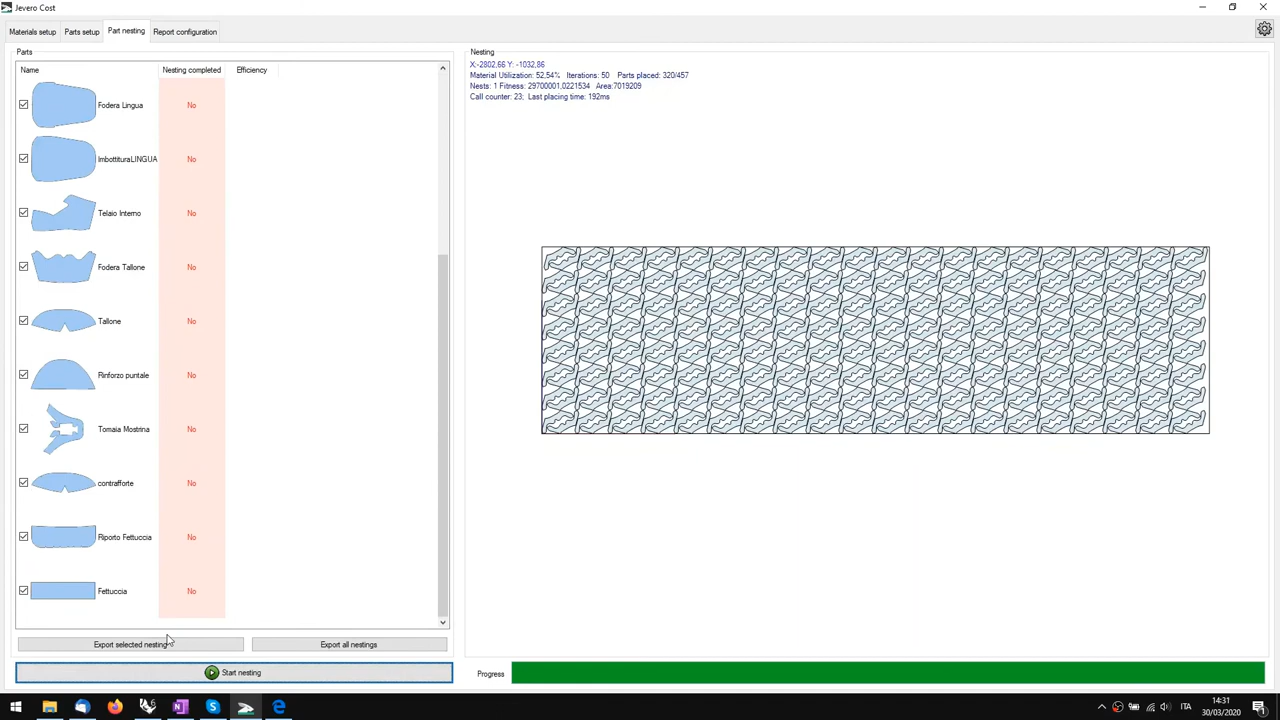 Jevero Cost
Materials setup Parts setup Part nesting Report configuration
Parts
Name Nesting completed Efficiency
Fodera Lingua No
ImbottituraLINGUA No
Telaio Interno No
Fodera Tallone No
Tallone No
Rinforzo puntale No
Tomaia Mostrina No
contrafforte No
Riporto Fettuccia No
Fettuccia No
Export selected nesting Export all nestings
Start nesting
Nesting
X:-2802,66 Y: -1032,86
Material Utilization: 52,54% Iterations: 50 Parts placed: 320/457
Nests: 1 Fitness: 29700001,0221534 Area:7019209
Call counter: 23; Last placing time: 192ms
Progress
ITA
14:31
30/03/2020
1